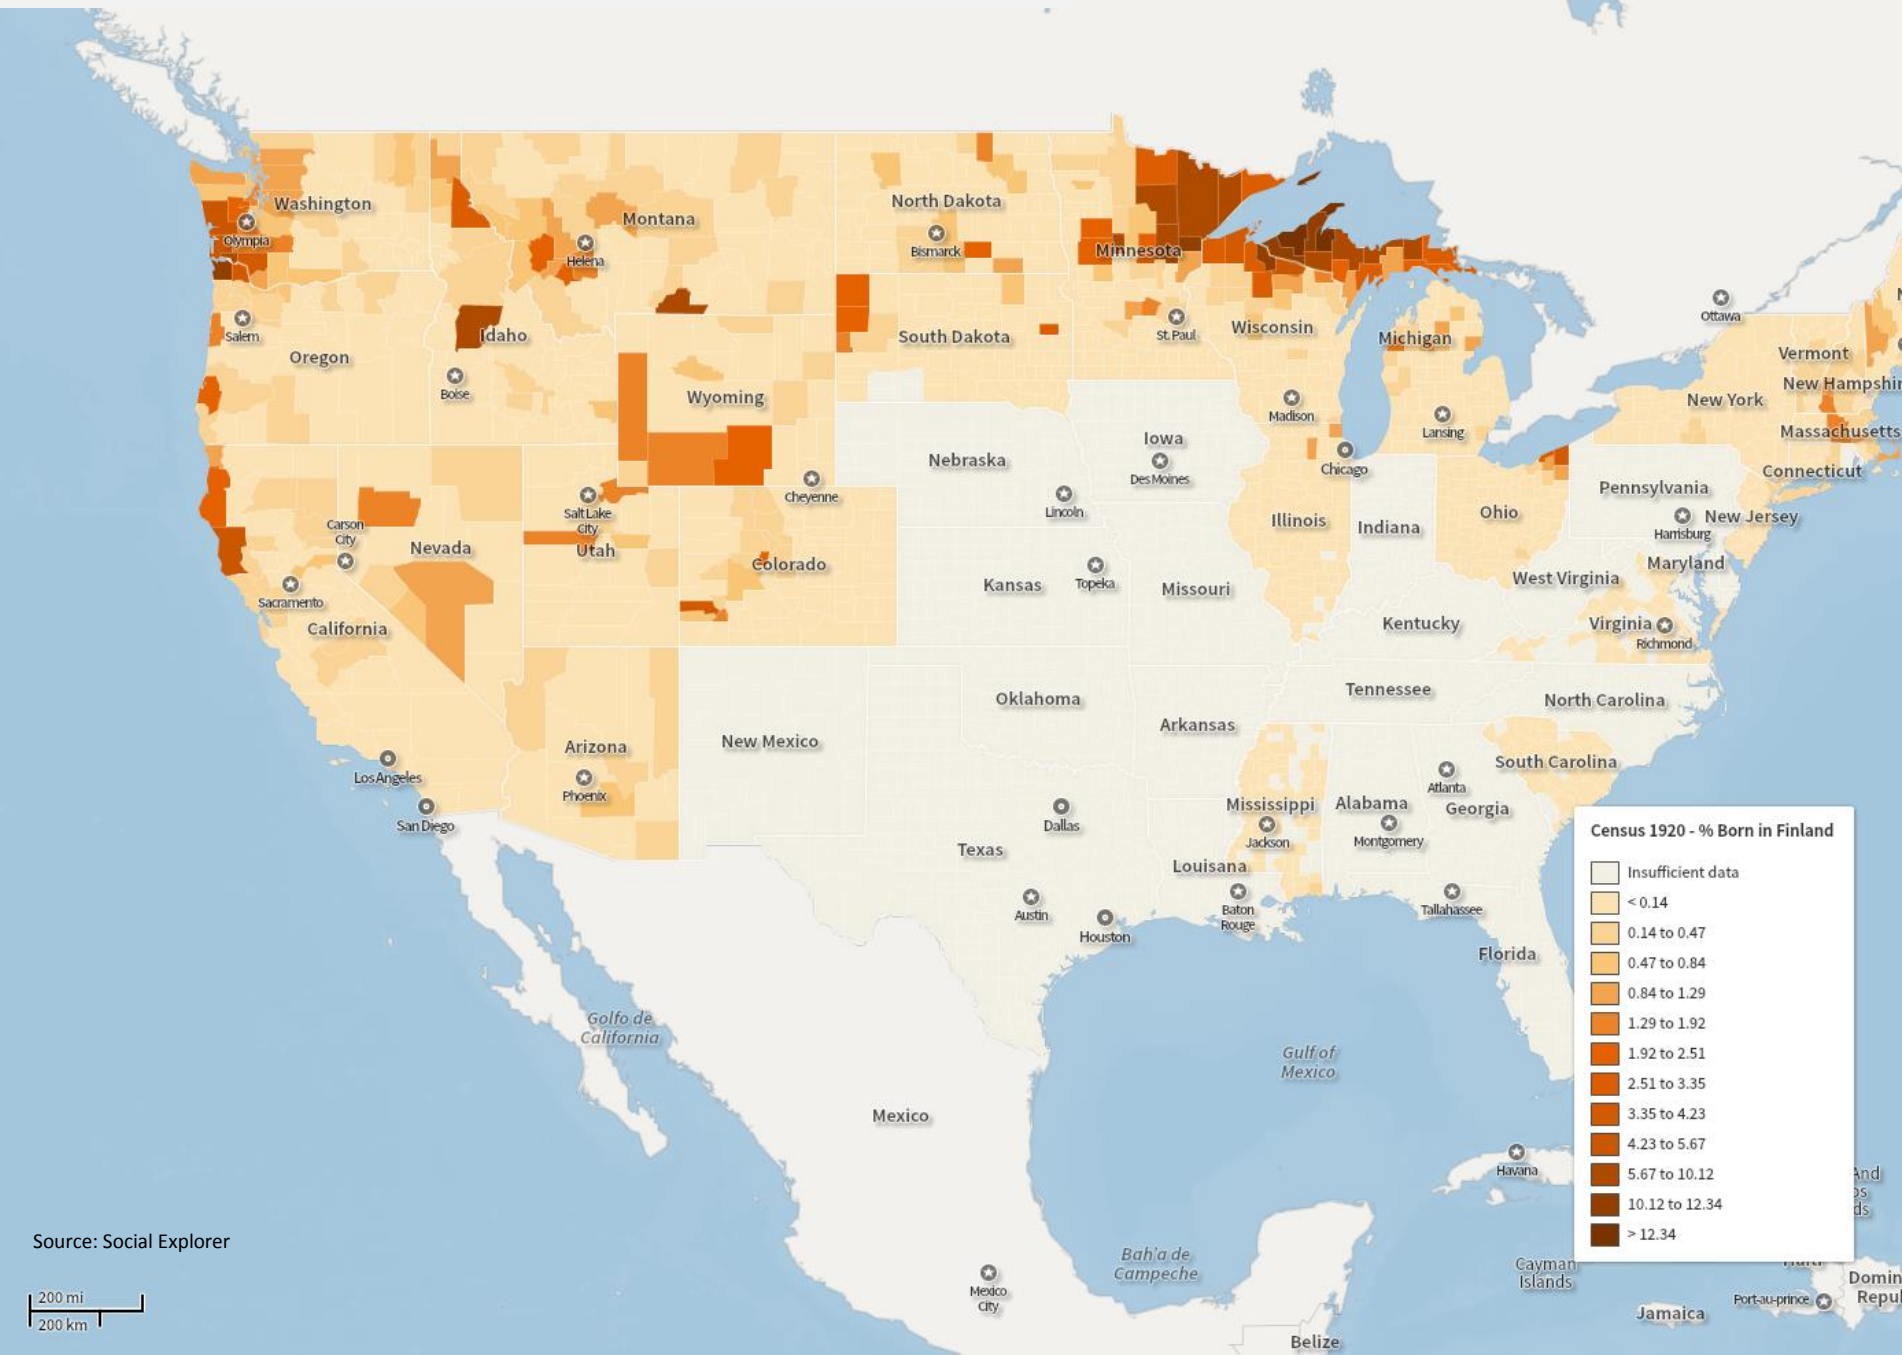 Washington
Olympia
Montana
Helena
North Dakota
Bismarck
Minnesota
Ottawa
Salem
Oregon
Idaho
Boise
South Dakota
St. Paul
Wisconsin
Michigan
Vermont
New Hampshir
Wyoming
Madison
Lansing
New York
Massachusetts
Nebraska
Iowa
Des Moines
Chicago
Connecticut
Cheyenne
Lincoln
Pennsylvania
Harrisburg
New Jersey
Salt Lake
City
Utah
Carson
City
Nevada
Illinois
Indiana
Ohio
Colorado
Kansas
Topeka
Missouri
West Virginia
Maryland
Sacramento
California
Kentucky
Virginia
Richmond
Oklahoma
Tennessee
North Carolina
Arkansas
New Mexico
Arizona
Phoenix
South Carolina
Los Angeles
San Diego
Dallas
Mississippi
Jackson
Alabama
Montgomery
Atlanta
Georgia
Texas
Louisana
Austin
Houston
Baton
Rouge
Tallahassee
Florida
Golfo de
California
Gulf of
Mexico
Mexico
Havana
Bah'a de
Campeche
Mexico
City
Cayman
Islands
Jamaica
Port-au-prince
Domin
Repu
Belize
And
os
ds
Census 1920 - % Born in Finland
Insufficient data
< 0.14
0.14 to 0.47
0.47 to 0.84
0.84 to 1.29
1.29 to 1.92
1.92 to 2.51
2.51 to 3.35
3.35 to 4.23
4.23 to 5.67
5.67 to 10.12
10.12 to 12.34
> 12.34
Source: Social Explorer
200 mi
200 km